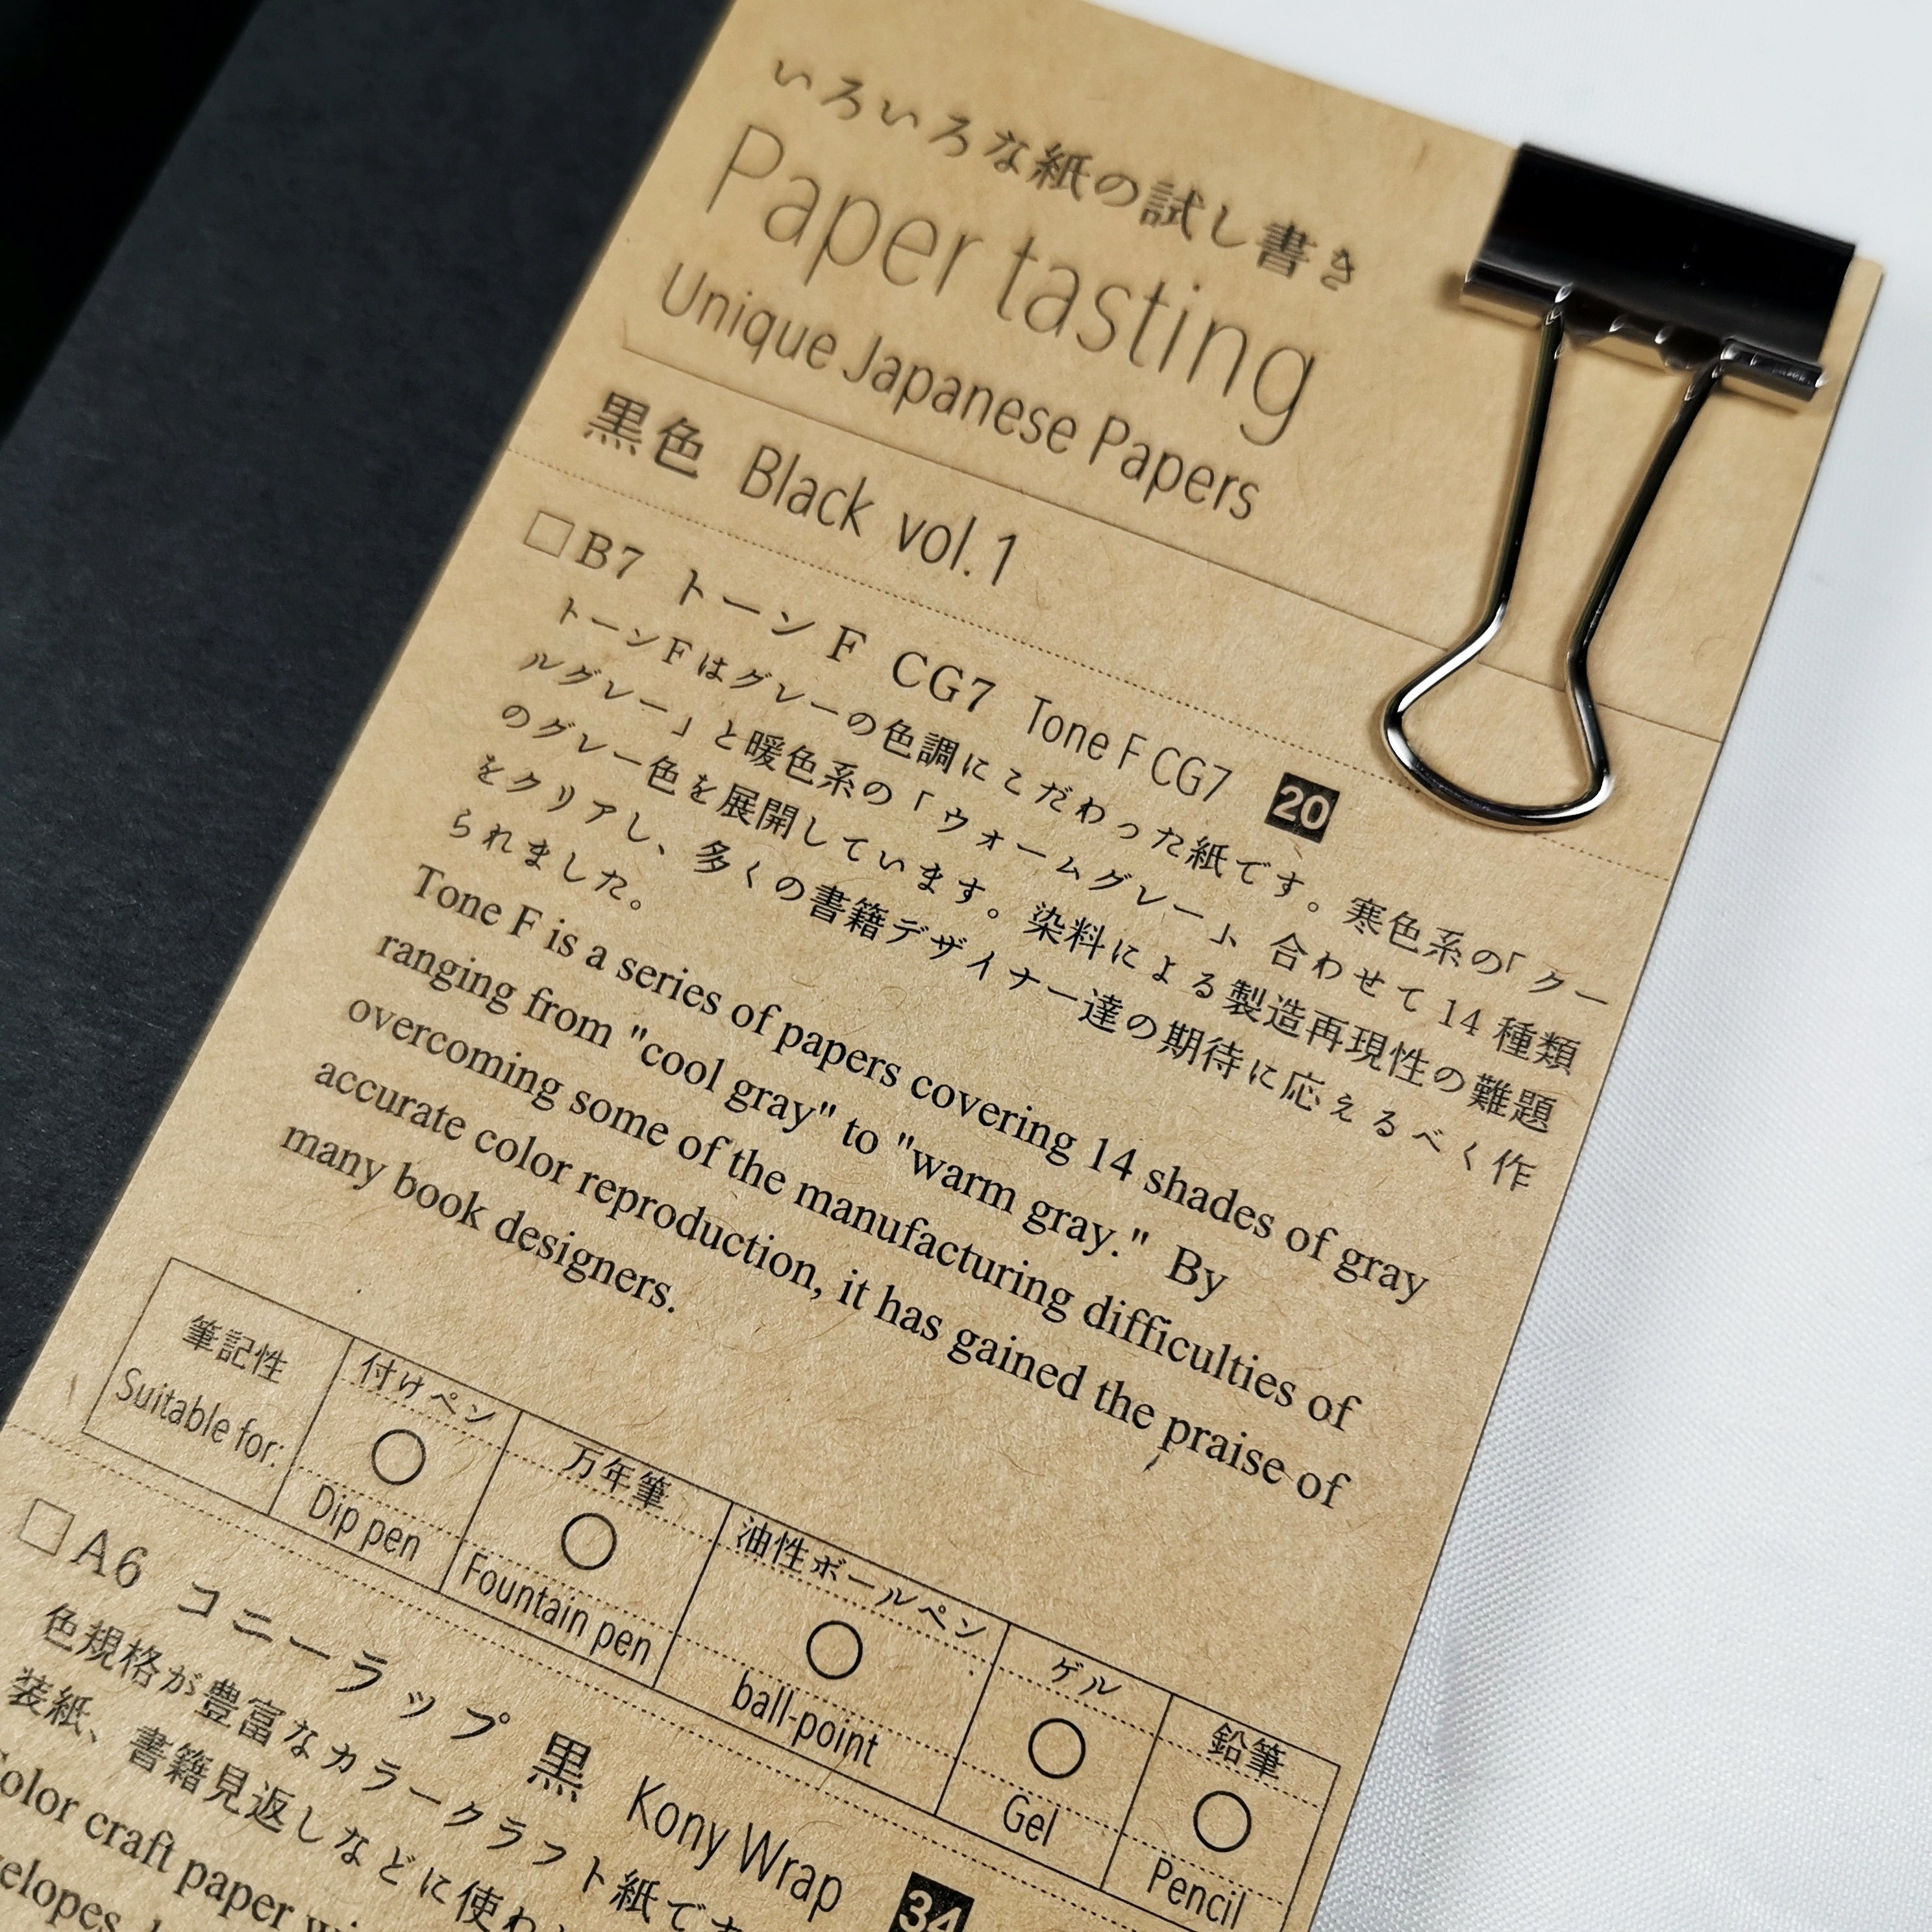 いろいろな紙の試し書き
Paper tasting
Unique Japanese Papers
黒色 Black vol.1
□B7 トーン F CG7 Tone F CG7 20
トーンFはグレーの色調にこだわった紙です。寒色系の「クー
ルグレー」と暖色系の「ウォームグレー」、合わせて 14 種類
のグレー色を展開しています。染料による製造再現性の難題
をクリアし、多くの書籍デザイナー達の期待に応えるべく作
られました。
Tone F is a series of papers covering 14 shades of gray
ranging from "cool gray" to "warm gray." By
overcoming some of the manufacturing difficulties of
accurate color reproduction, it has gained the praise of
many book designers.
筆記性 付けペン 万年筆 油性ボールペン ゲル 鉛筆
○ ○ ○ ○ ○
Suitable for: Dip pen Fountain pen ball-point Gel Pencil
□A6 コニーラップ 黒 Kony Wrap 34
色規格が豊富なカラークラフト紙です
装紙、書籍見返しなどに使わ
olor craft paper
elopes